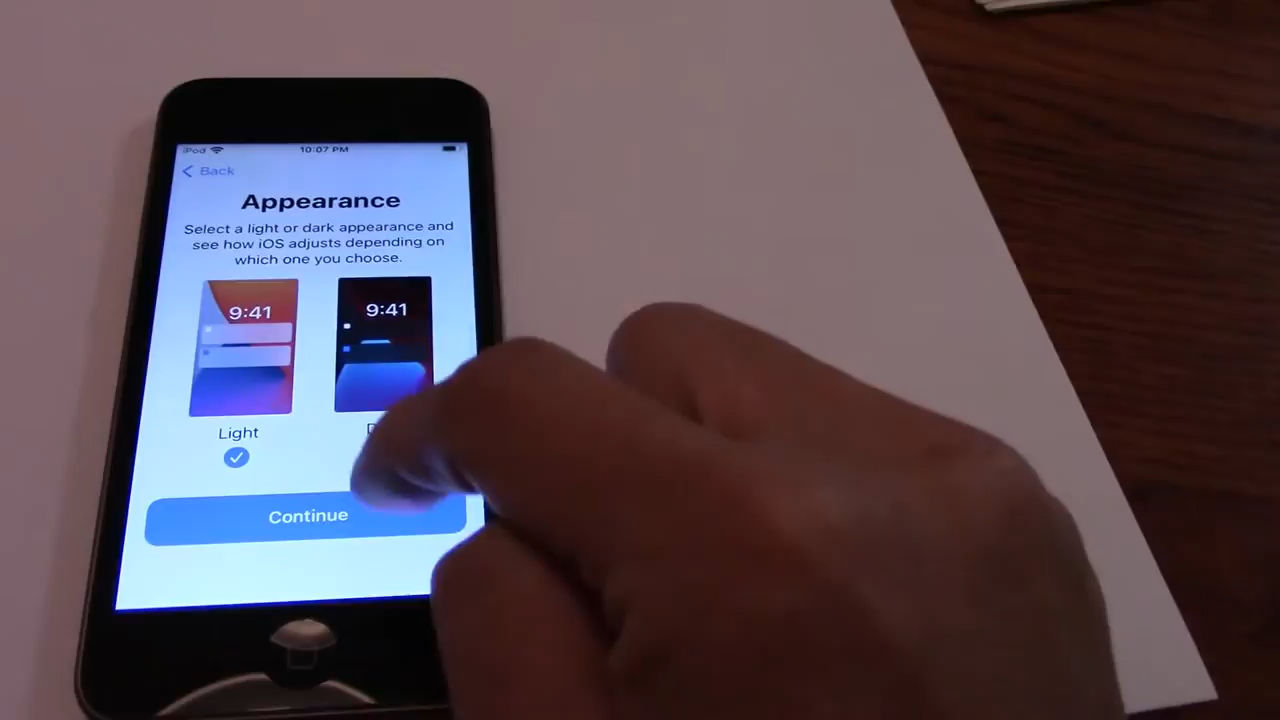 iPod 10:07 PM
Back
Appearance
Select a light or dark appearance and
see how iOS adjusts depending on
which one you choose.
9:41 9:41
Light
Continue